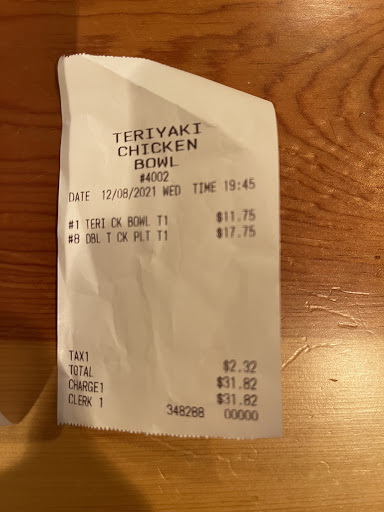 TERIYAKI
CHICKEN
BOWL
#4002
DATE 12/08/2021 WED TIME 19:45
#1 TERI CK BOWL T1 $11.75
#8 DBL T CK PLT T1 $17.75
TAX1 $2.32
TOTAL $31.82
CHARGE1 $31.82
CLERK 1 348288 00000